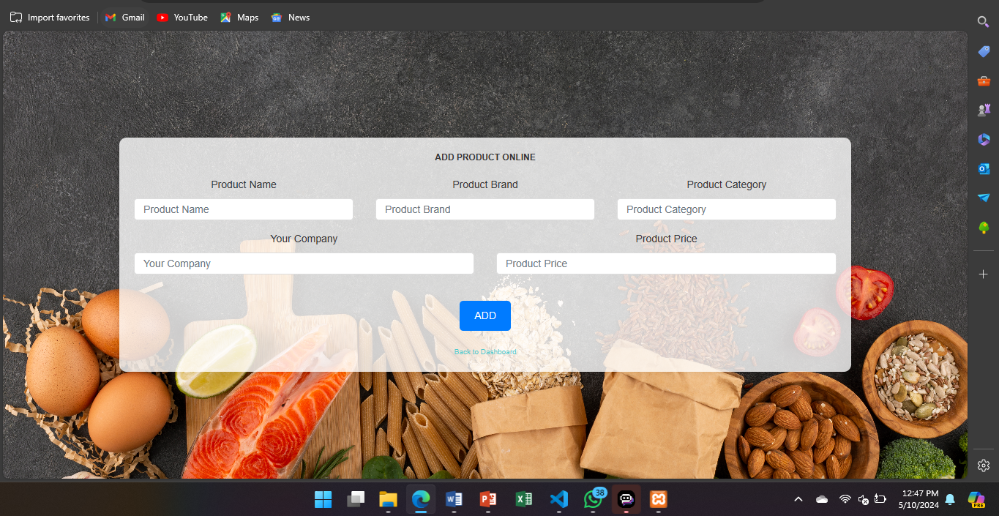 Import favorites Gmail YouTube Maps News
ADD PRODUCT ONLINE
Product Name Product Brand Product Category
Product Name Product Brand Product Category
Your Company Product Price
Your Company Product Price
ADD
Back to Dashboard
38
12:47 PM
5/10/2024
PRE